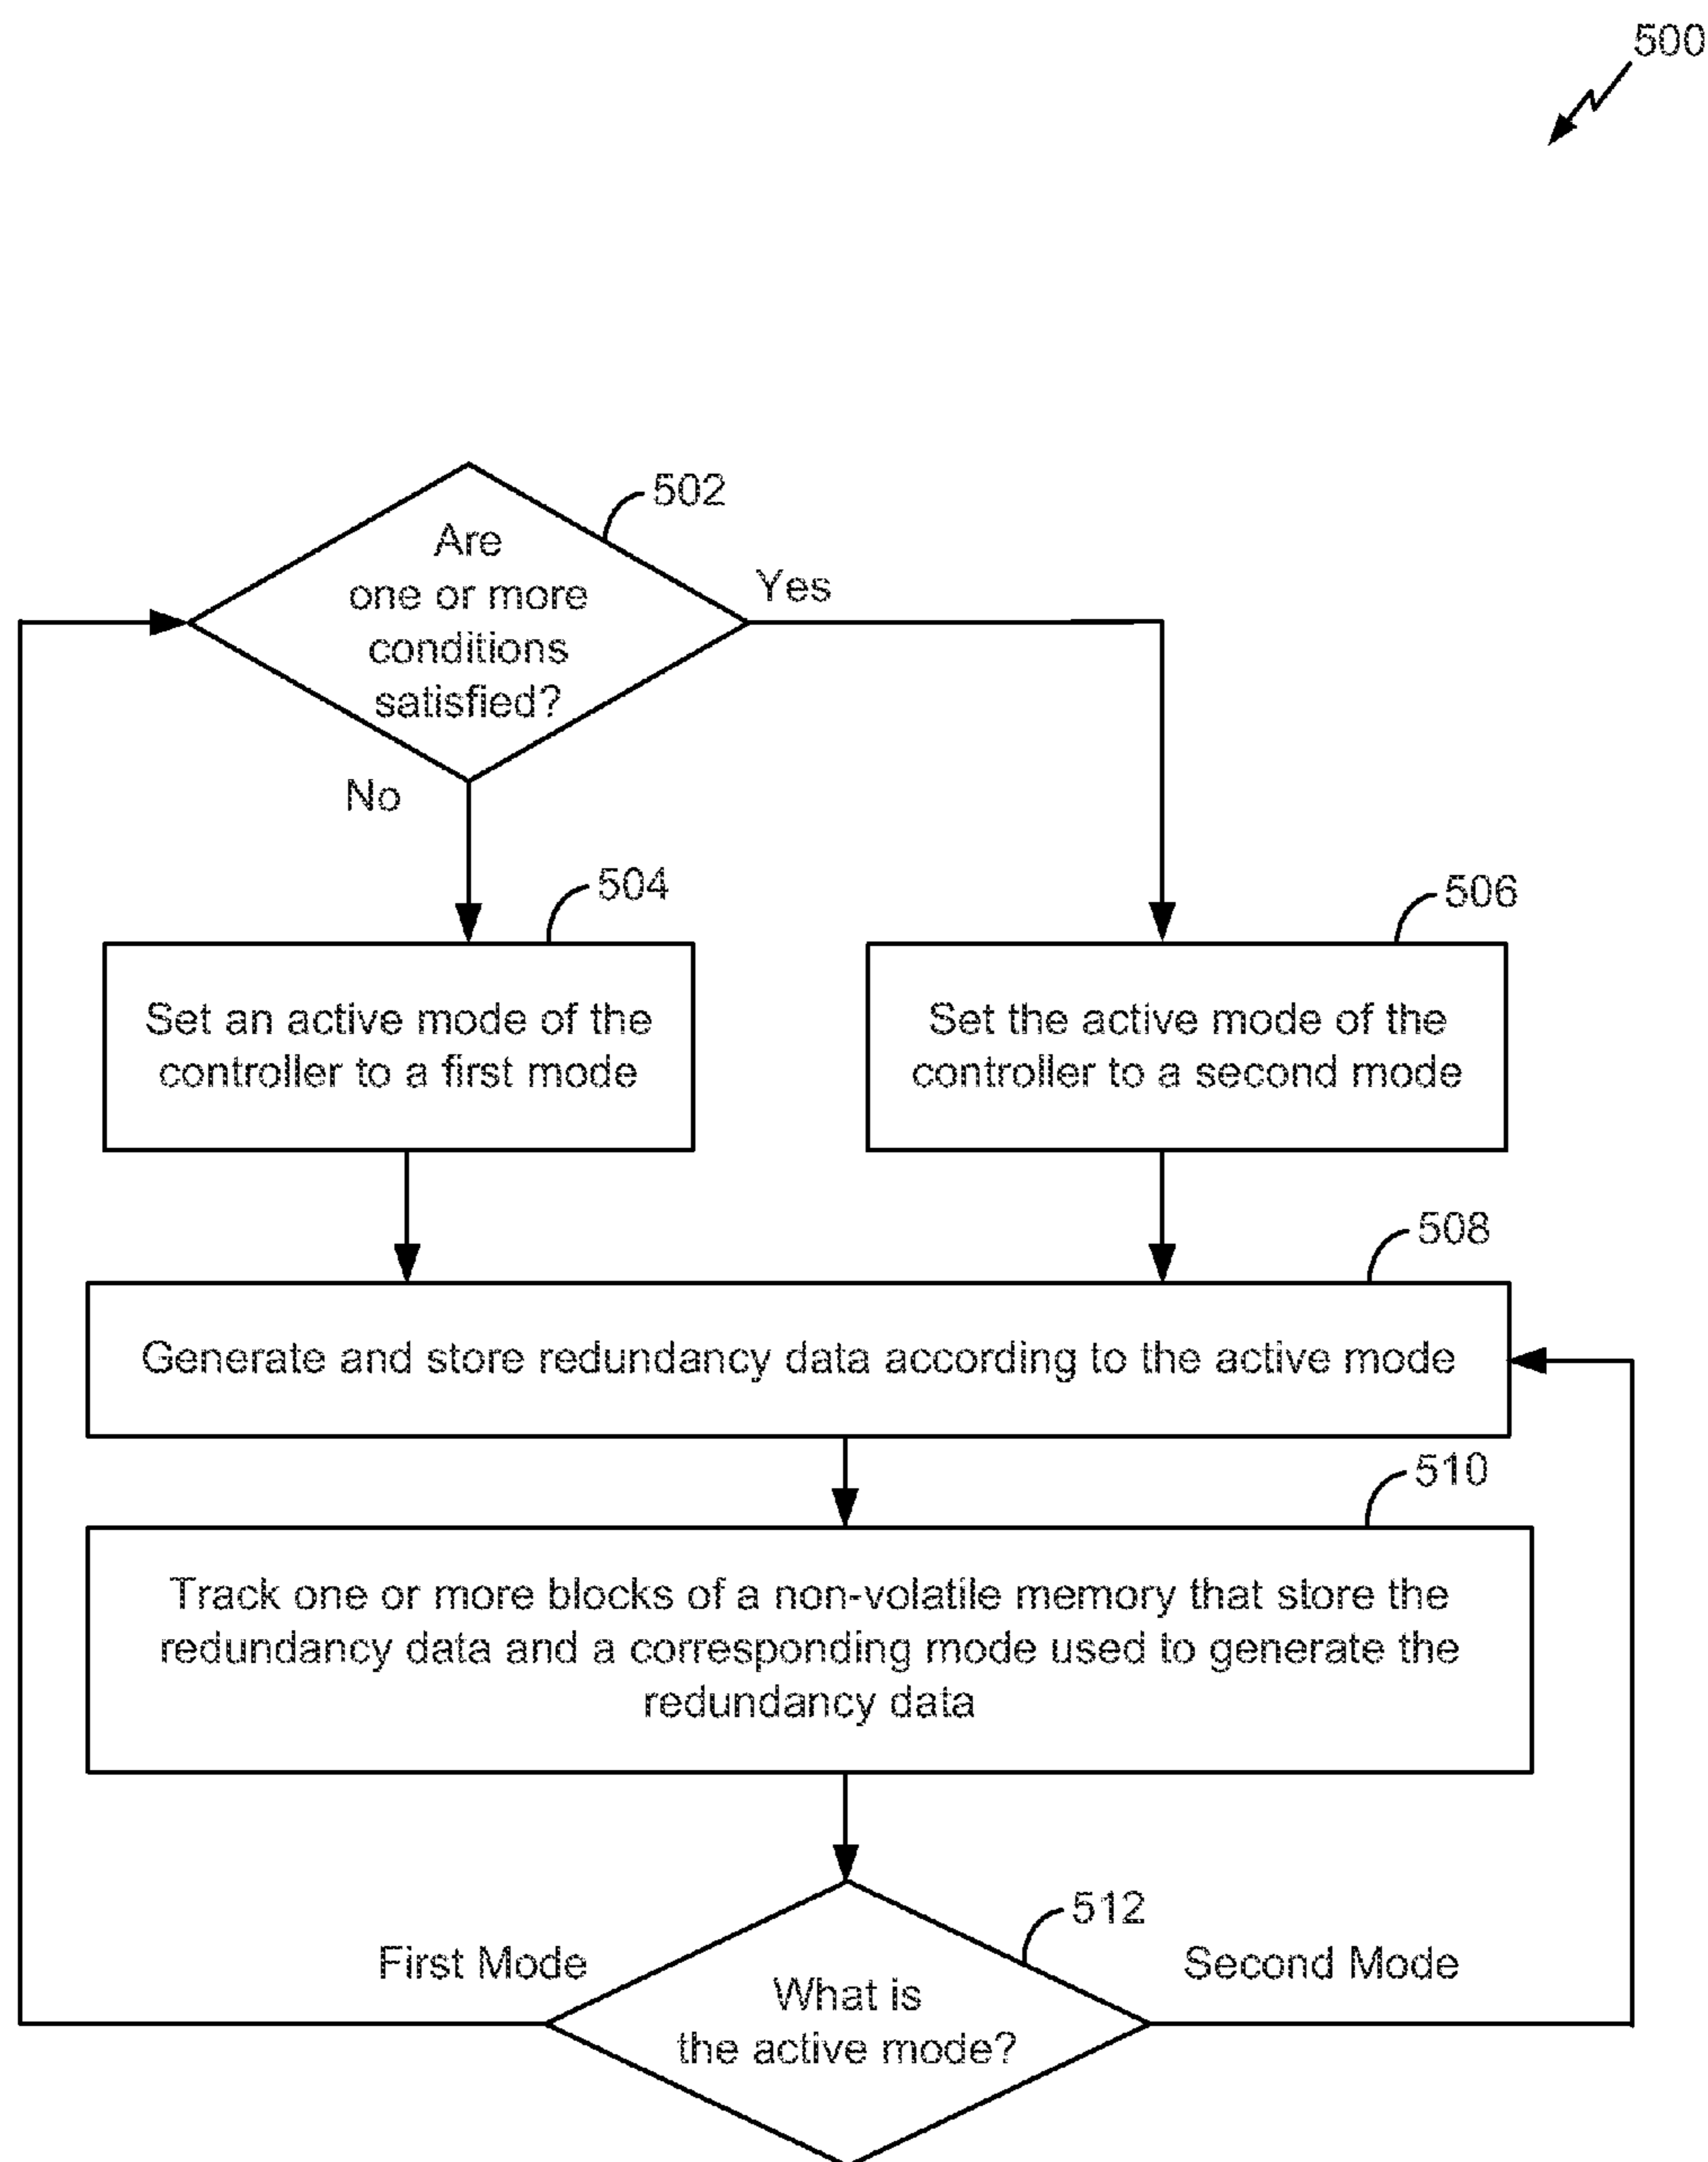 500
502
Are
one or more
conditions
satisfied?
Yes
No
504
506
Set an active mode of the
controller to a first mode
Set the active mode of the
controller to a second mode
508
Generate and store redundancy data according to the active mode
510
Track one or more blocks of a non-volatile memory that store the
redundancy data and a corresponding mode used to generate the
redundancy data
512
First Mode
Second Mode
What is
the active mode?